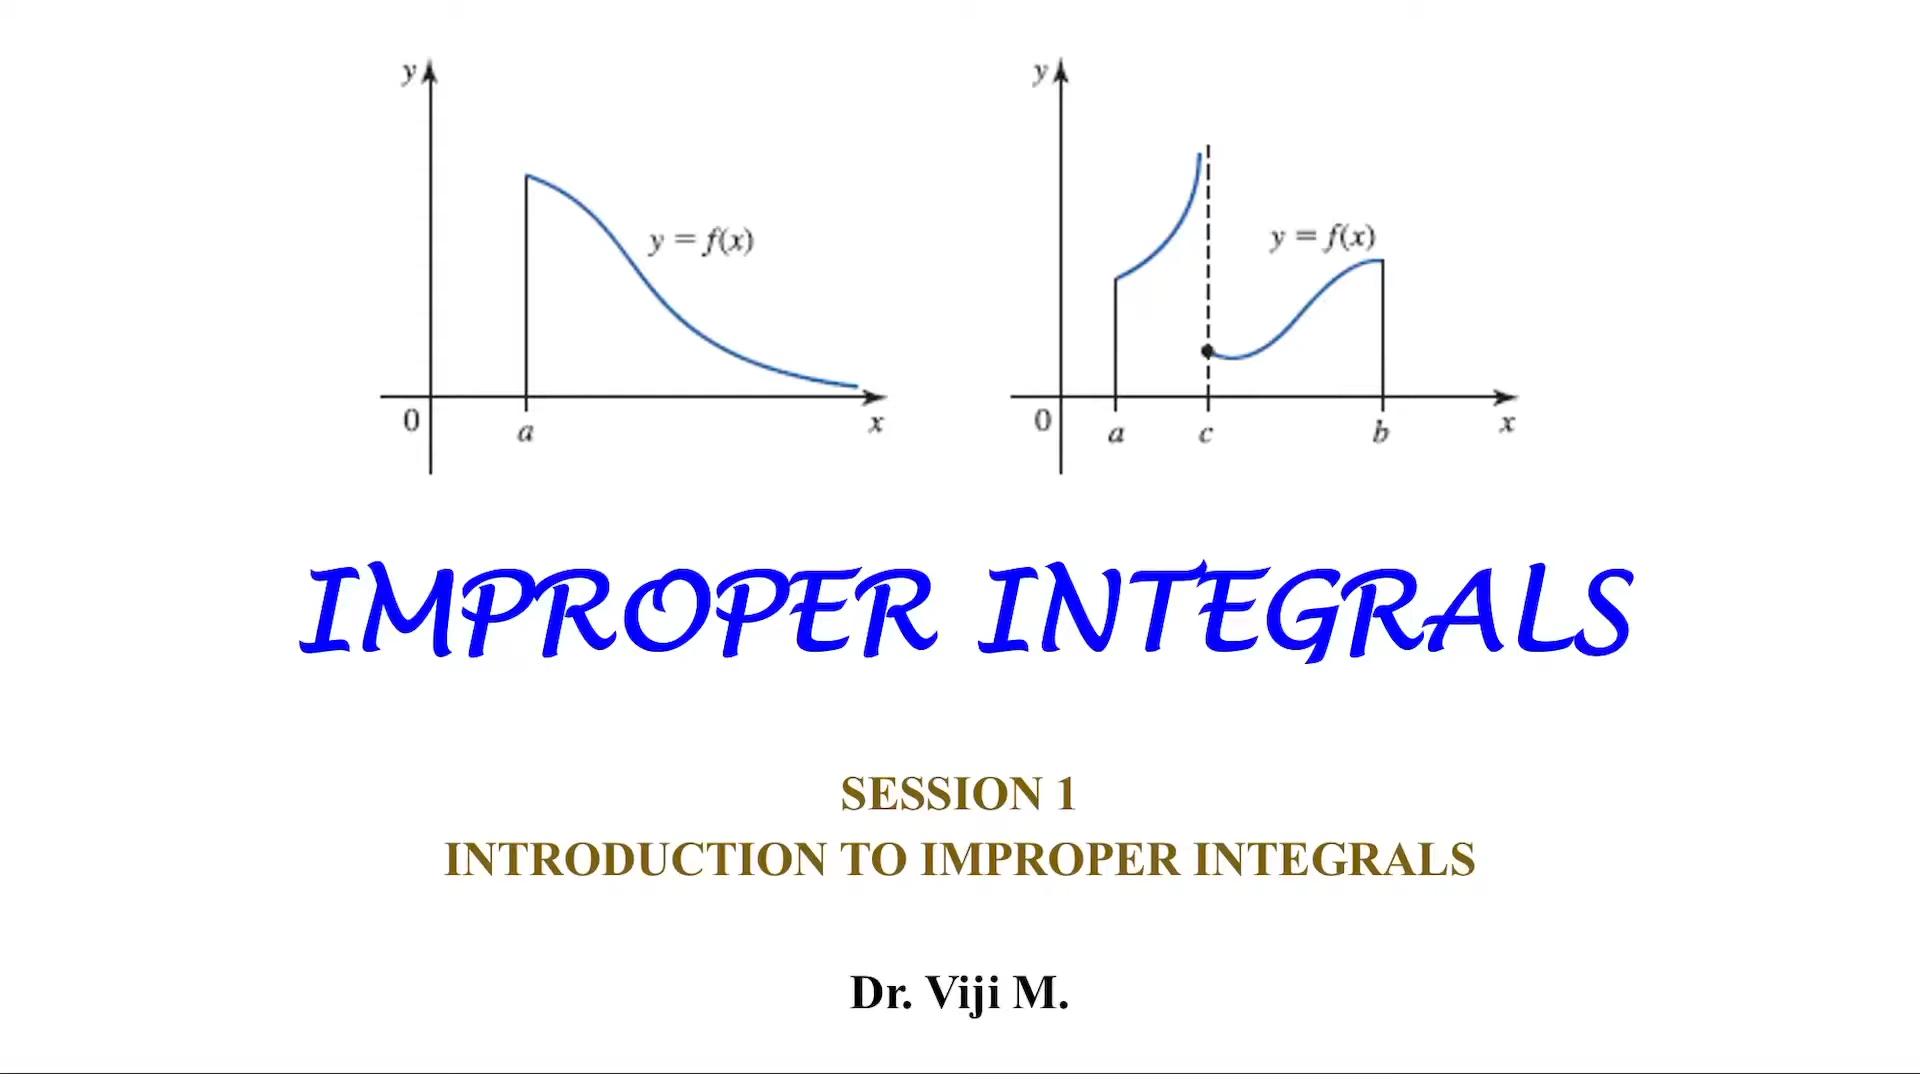 y
y = f(x)
0
a
x
y
y = f(x)
0
a
c
b
x
IMPROPER INTEGRALS
SESSION 1
INTRODUCTION TO IMPROPER INTEGRALS
Dr. Viji M.